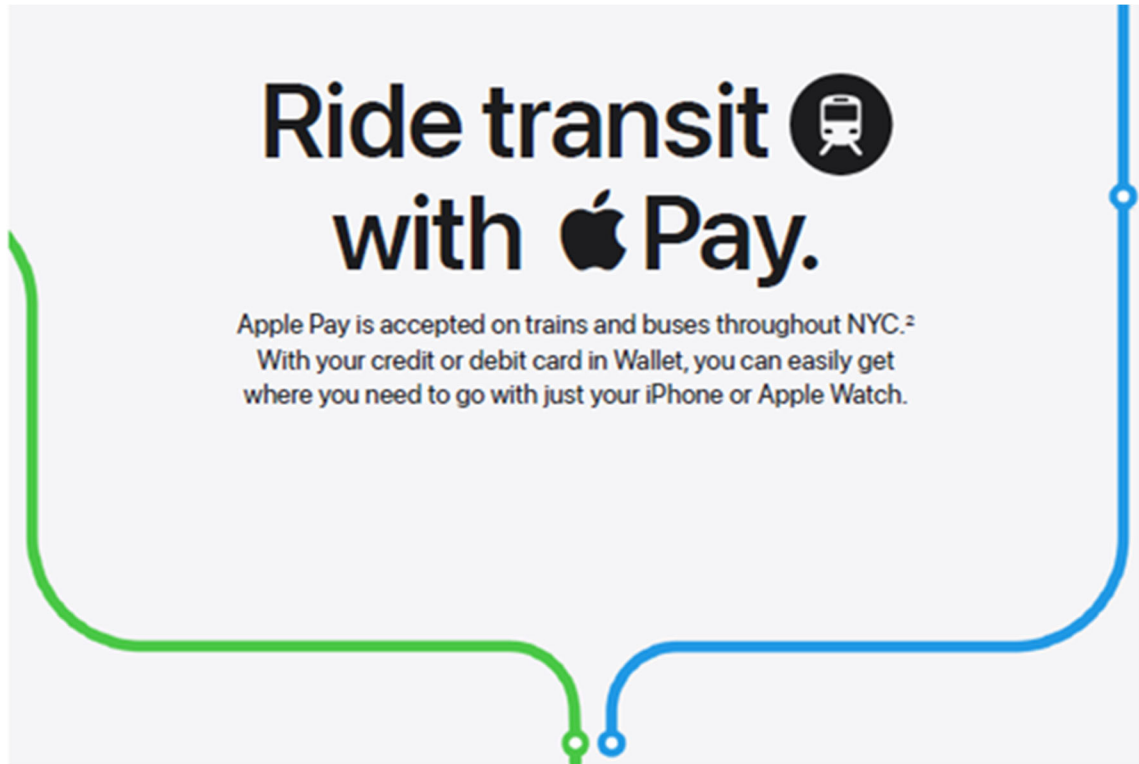 Ride transit
with Pay.
Apple Pay is accepted on trains and buses throughout NYC.²
With your credit or debit card in Wallet, you can easily get
where you need to go with just your iPhone or Apple Watch.